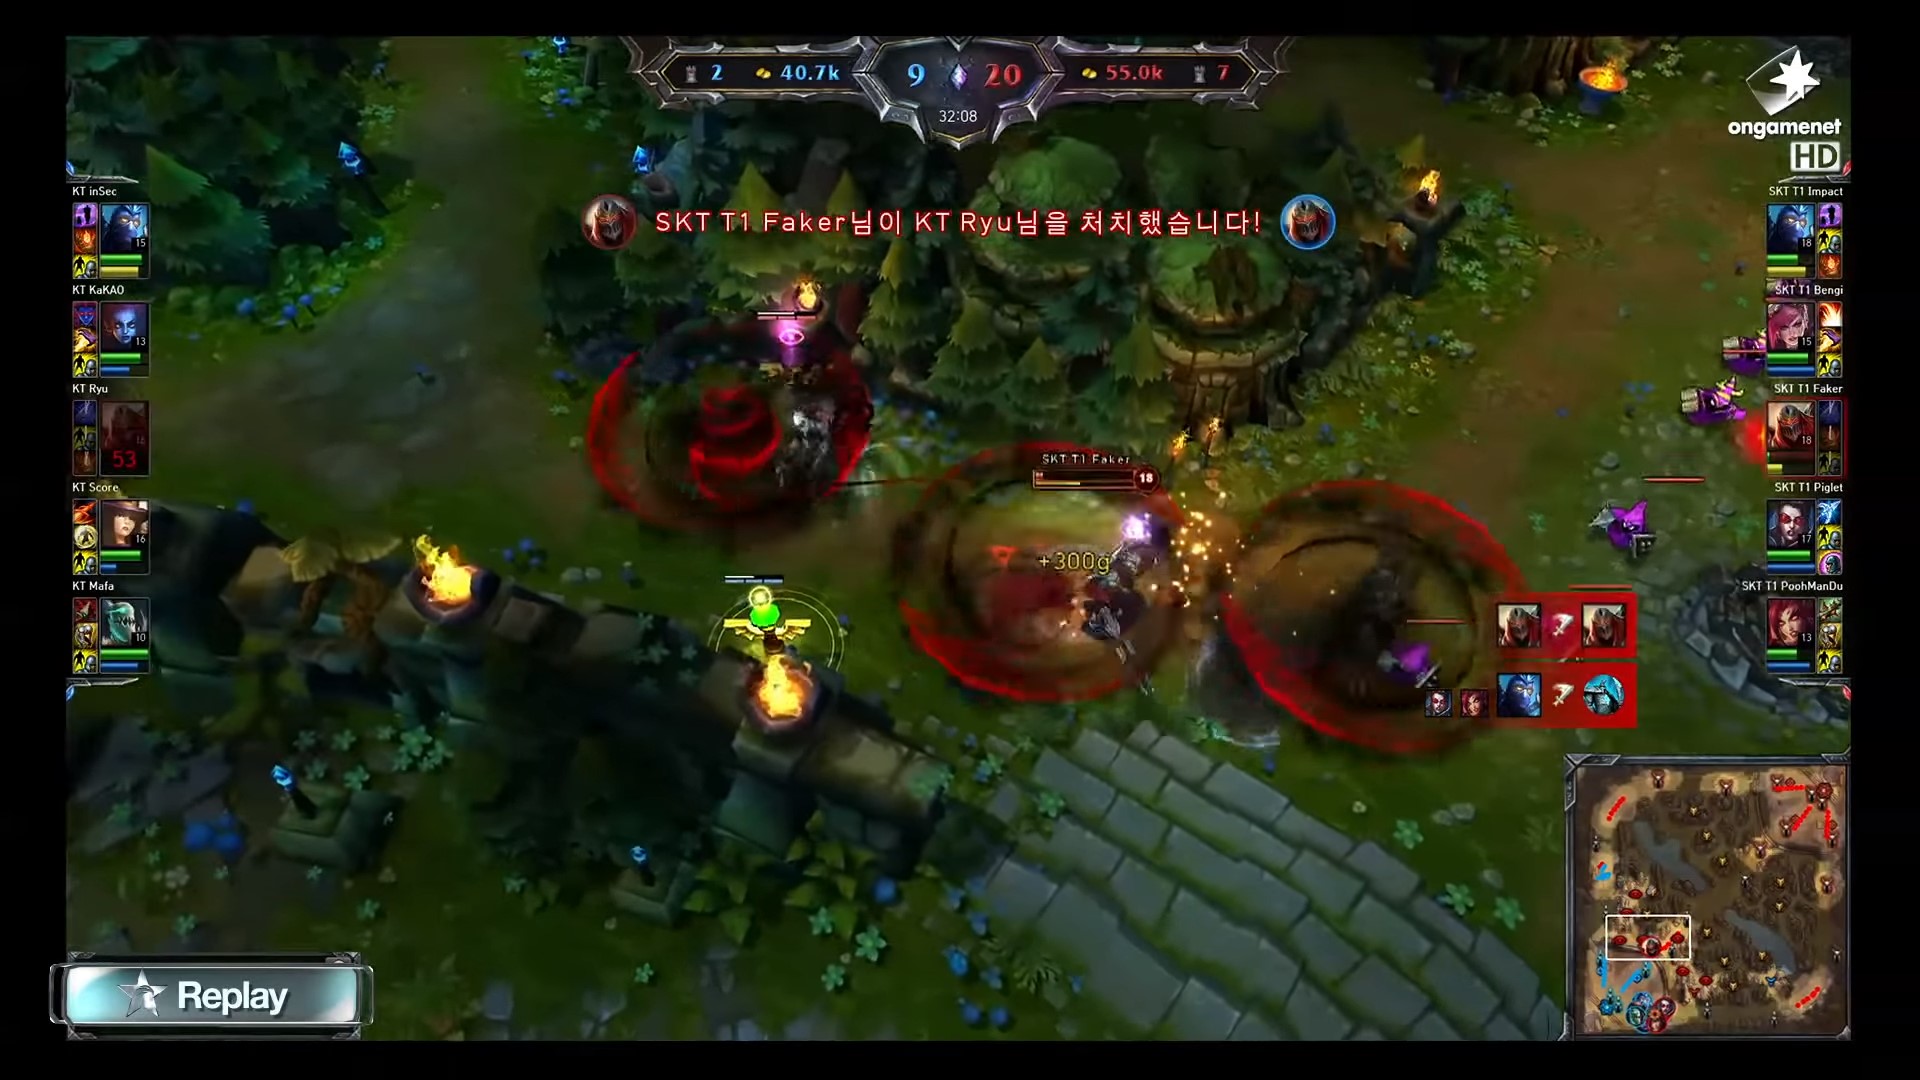 2 40.7k 9 20 55.0k 7
32:08
ongamenet
HD
SKT T1 Faker님이 KT Ryu님을 처치했습니다!
KT inSec
15
KT KaKAO
13
KT Ryu
16
53
KT Score
16
KT Mafa
10
SKT T1 Impact
18
SKT T1 Bengi
15
SKT T1 Faker
18
SKT T1 Piglet
17
SKT T1 PoohManDu
13
SKT T1 Faker
18
+300g
Replay